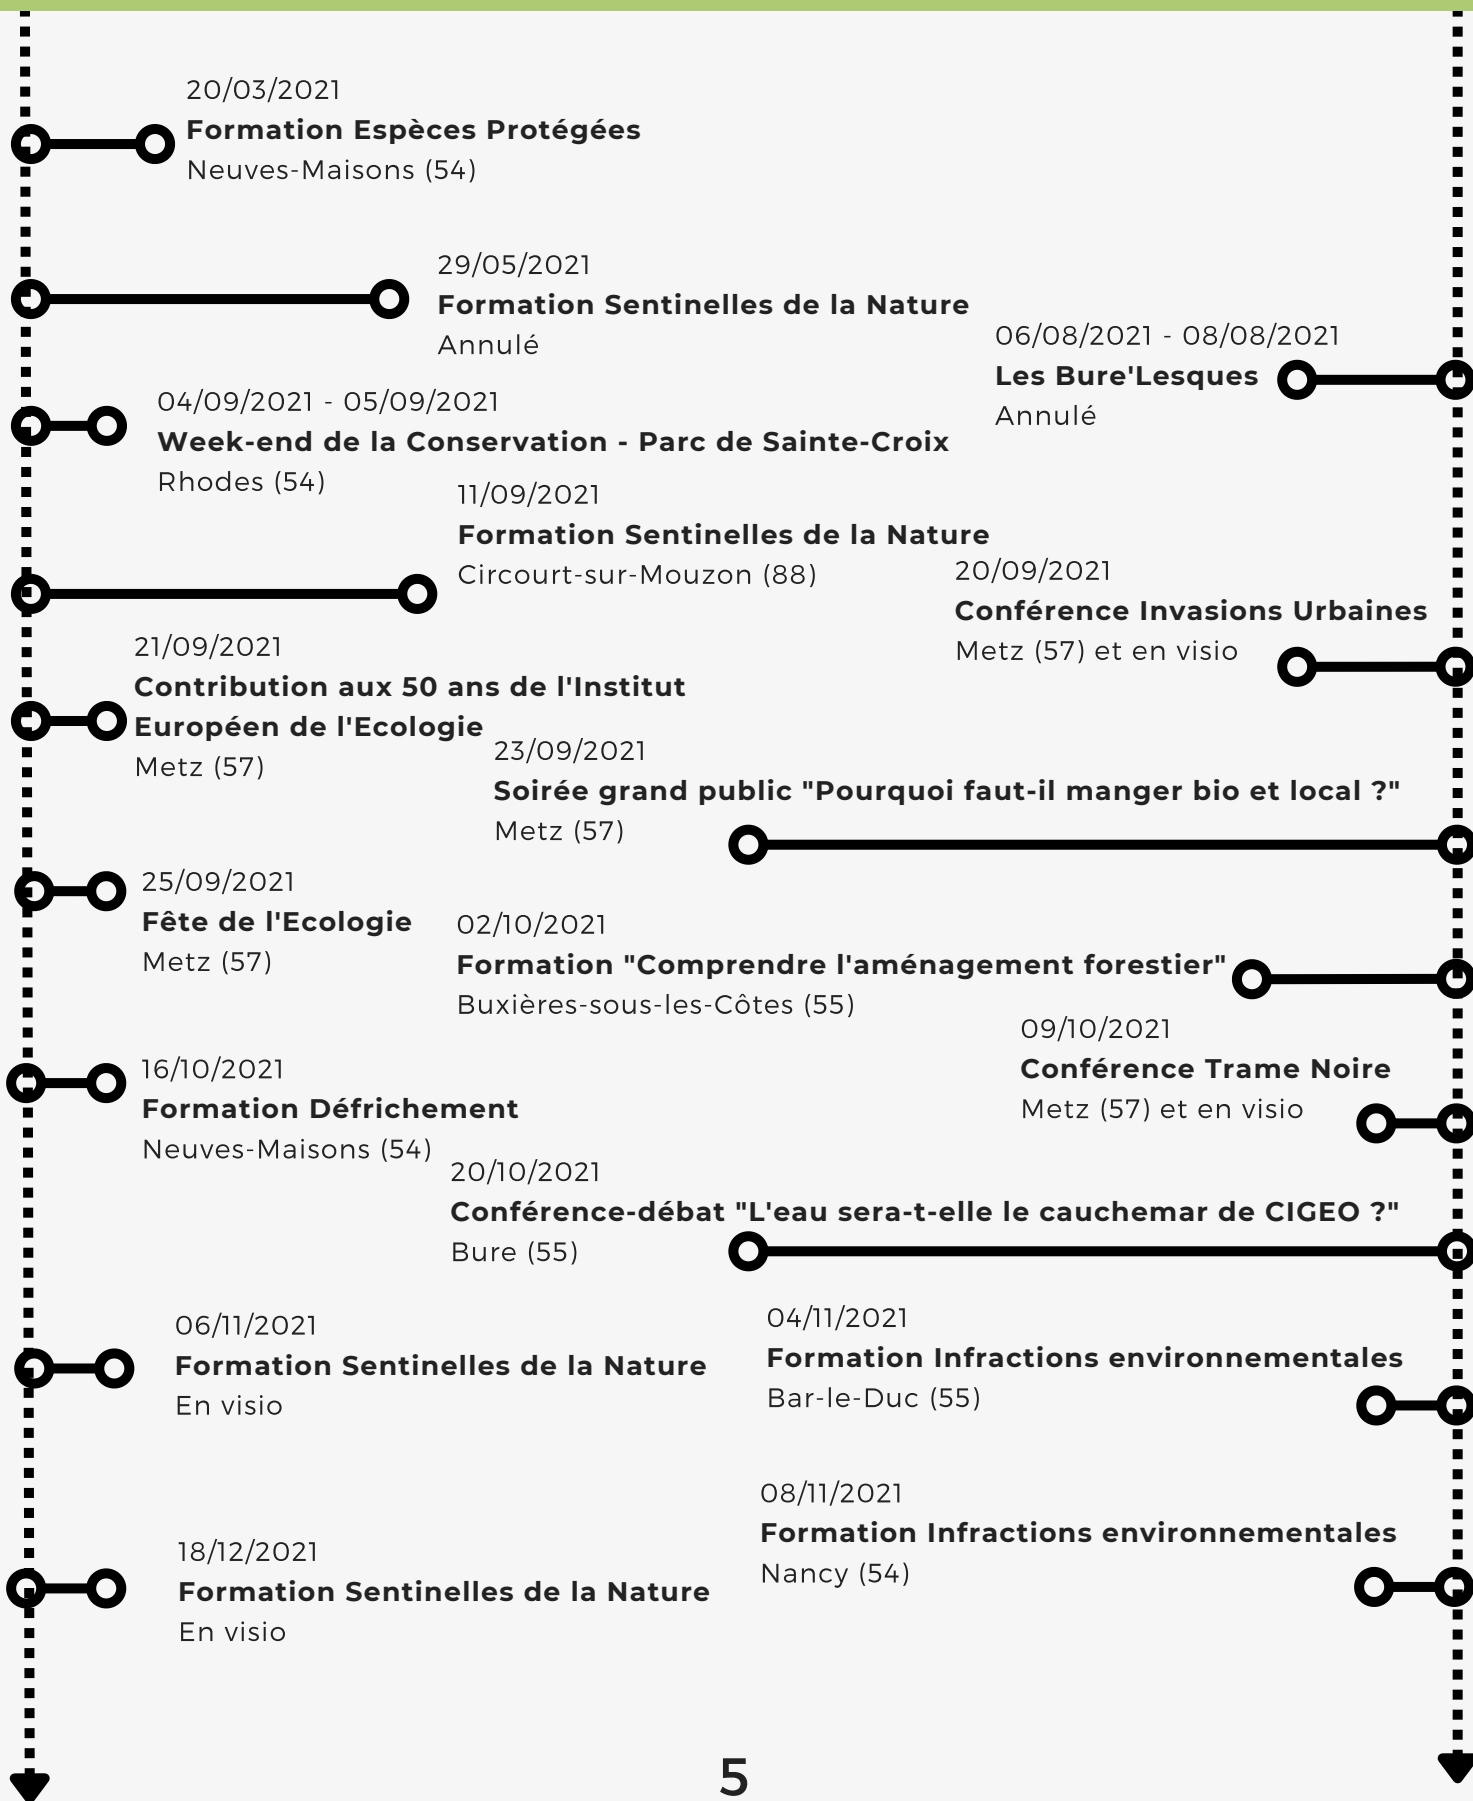 20/03/2021
Formation Espèces Protégées
Neuves-Maisons (54)
29/05/2021
Formation Sentinelles de la Nature
Annulé
06/08/2021 - 08/08/2021
Les Bure'Lesques
Annulé
04/09/2021 - 05/09/2021
Week-end de la Conservation - Parc de Sainte-Croix
Rhodes (54)
11/09/2021
Formation Sentinelles de la Nature
Circourt-sur-Mouzon (88)
20/09/2021
Conférence Invasions Urbaines
Metz (57) et en visio
21/09/2021
Contribution aux 50 ans de l'Institut
Européen de l'Ecologie
Metz (57)
23/09/2021
Soirée grand public "Pourquoi faut-il manger bio et local ?"
Metz (57)
25/09/2021
Fête de l'Ecologie
Metz (57)
02/10/2021
Formation "Comprendre l'aménagement forestier"
Buxières-sous-les-Côtes (55)
09/10/2021
Conférence Trame Noire
Metz (57) et en visio
16/10/2021
Formation Défrichement
Neuves-Maisons (54)
20/10/2021
Conférence-débat "L'eau sera-t-elle le cauchemar de CIGEO ?"
Bure (55)
04/11/2021
Formation Infractions environnementales
Bar-le-Duc (55)
06/11/2021
Formation Sentinelles de la Nature
En visio
08/11/2021
Formation Infractions environnementales
Nancy (54)
18/12/2021
Formation Sentinelles de la Nature
En visio
5